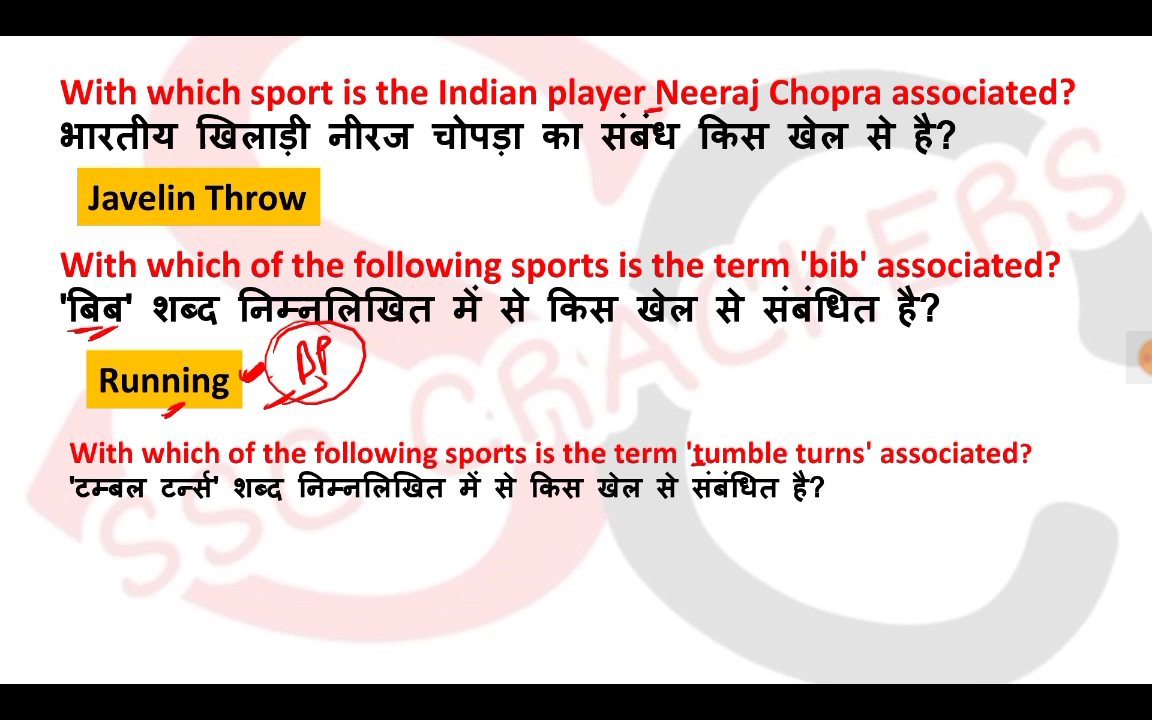 With which sport is the Indian player Neeraj Chopra associated?
भारतीय खिलाड़ी नीरज चोपड़ा का संबंध किस खेल से है?
Javelin Throw
With which of the following sports is the term 'bib' associated?
'बिब' शब्द निम्नलिखित में से किस खेल से संबंधित है?
Running
With which of the following sports is the term 'tumble turns' associated?
'टम्बल टर्न्स' शब्द निम्नलिखित में से किस खेल से संबंधित है?
SSC CRACKERS